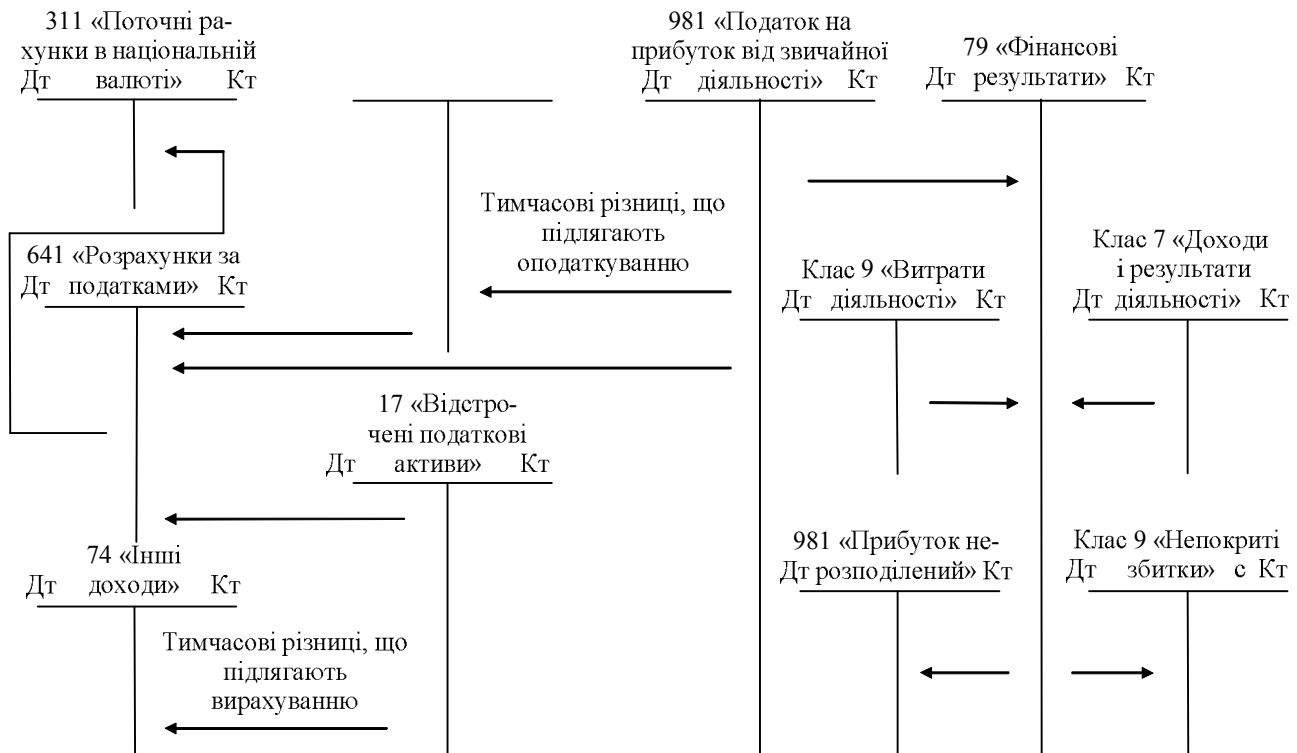 311 «Поточні ра-
хунки в національній
Дт валюті» Кт
981 «Податок на
прибуток від звичайної
Дт діяльності» Кт
79 «Фінансові
Дт результати» Кт
Тимчасові різниці, що
підлягають
оподаткуванню
641 «Розрахунки за
Дт податками» Кт
Клас 9 «Витрати
Дт діяльності» Кт
Клас 7 «Доходи
і результати
Дт діяльності» Кт
17 «Відстро-
чені податкові
Дт активи» Кт
74 «Інші
Дт доходи» Кт
981 «Прибуток не-
Дт розподілений» Кт
Клас 9 «Непокриті
Дт збитки» с Кт
Тимчасові різниці, що
підлягають
вирахуванню